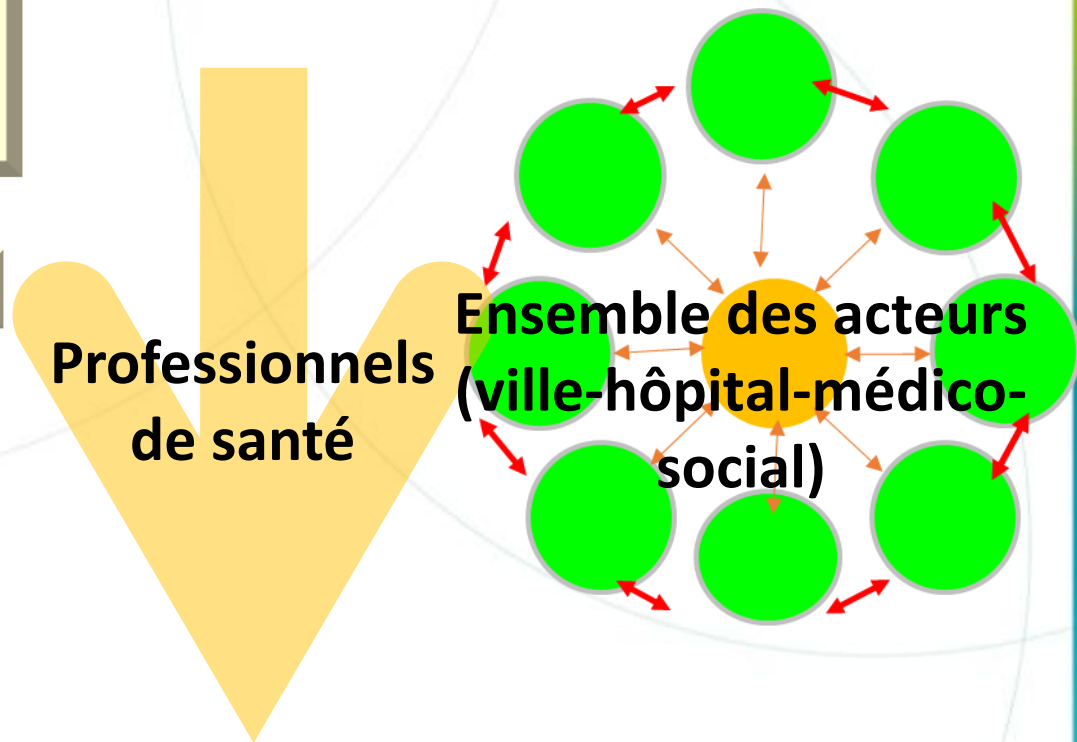 Professionnels
de santé
Ensemble des acteurs
(ville-hôpital-médico-
social)